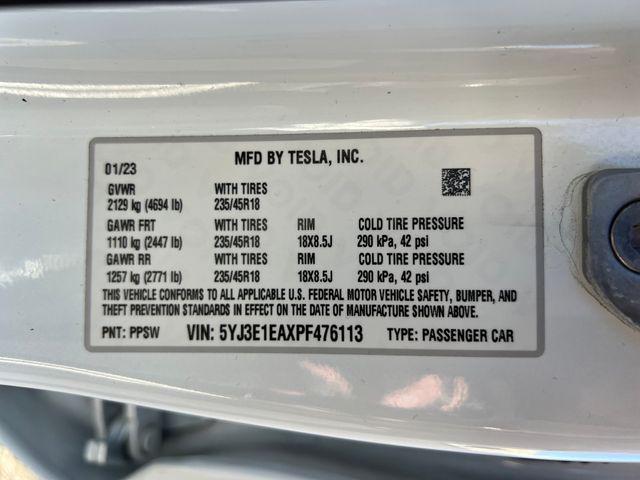 MFD BY TESLA, INC.
01/23
GVWR WITH TIRES
2129 kg (4694 lb) 235/45R18
GAWR FRT WITH TIRES RIM COLD TIRE PRESSURE
1110 kg (2447 lb) 235/45R18 18X8.5J 290 kPa, 42 psi
GAWR RR WITH TIRES RIM COLD TIRE PRESSURE
1257 kg (2771 lb) 235/45R18 18X8.5J 290 kPa, 42 psi
THIS VEHICLE CONFORMS TO ALL APPLICABLE U.S. FEDERAL MOTOR VEHICLE SAFETY, BUMPER, AND
THEFT PREVENTION STANDARDS IN EFFECT ON THE DATE OF MANUFACTURE SHOWN ABOVE.
PNT: PPSW VIN: 5YJ3E1EAXPF476113 TYPE: PASSENGER CAR